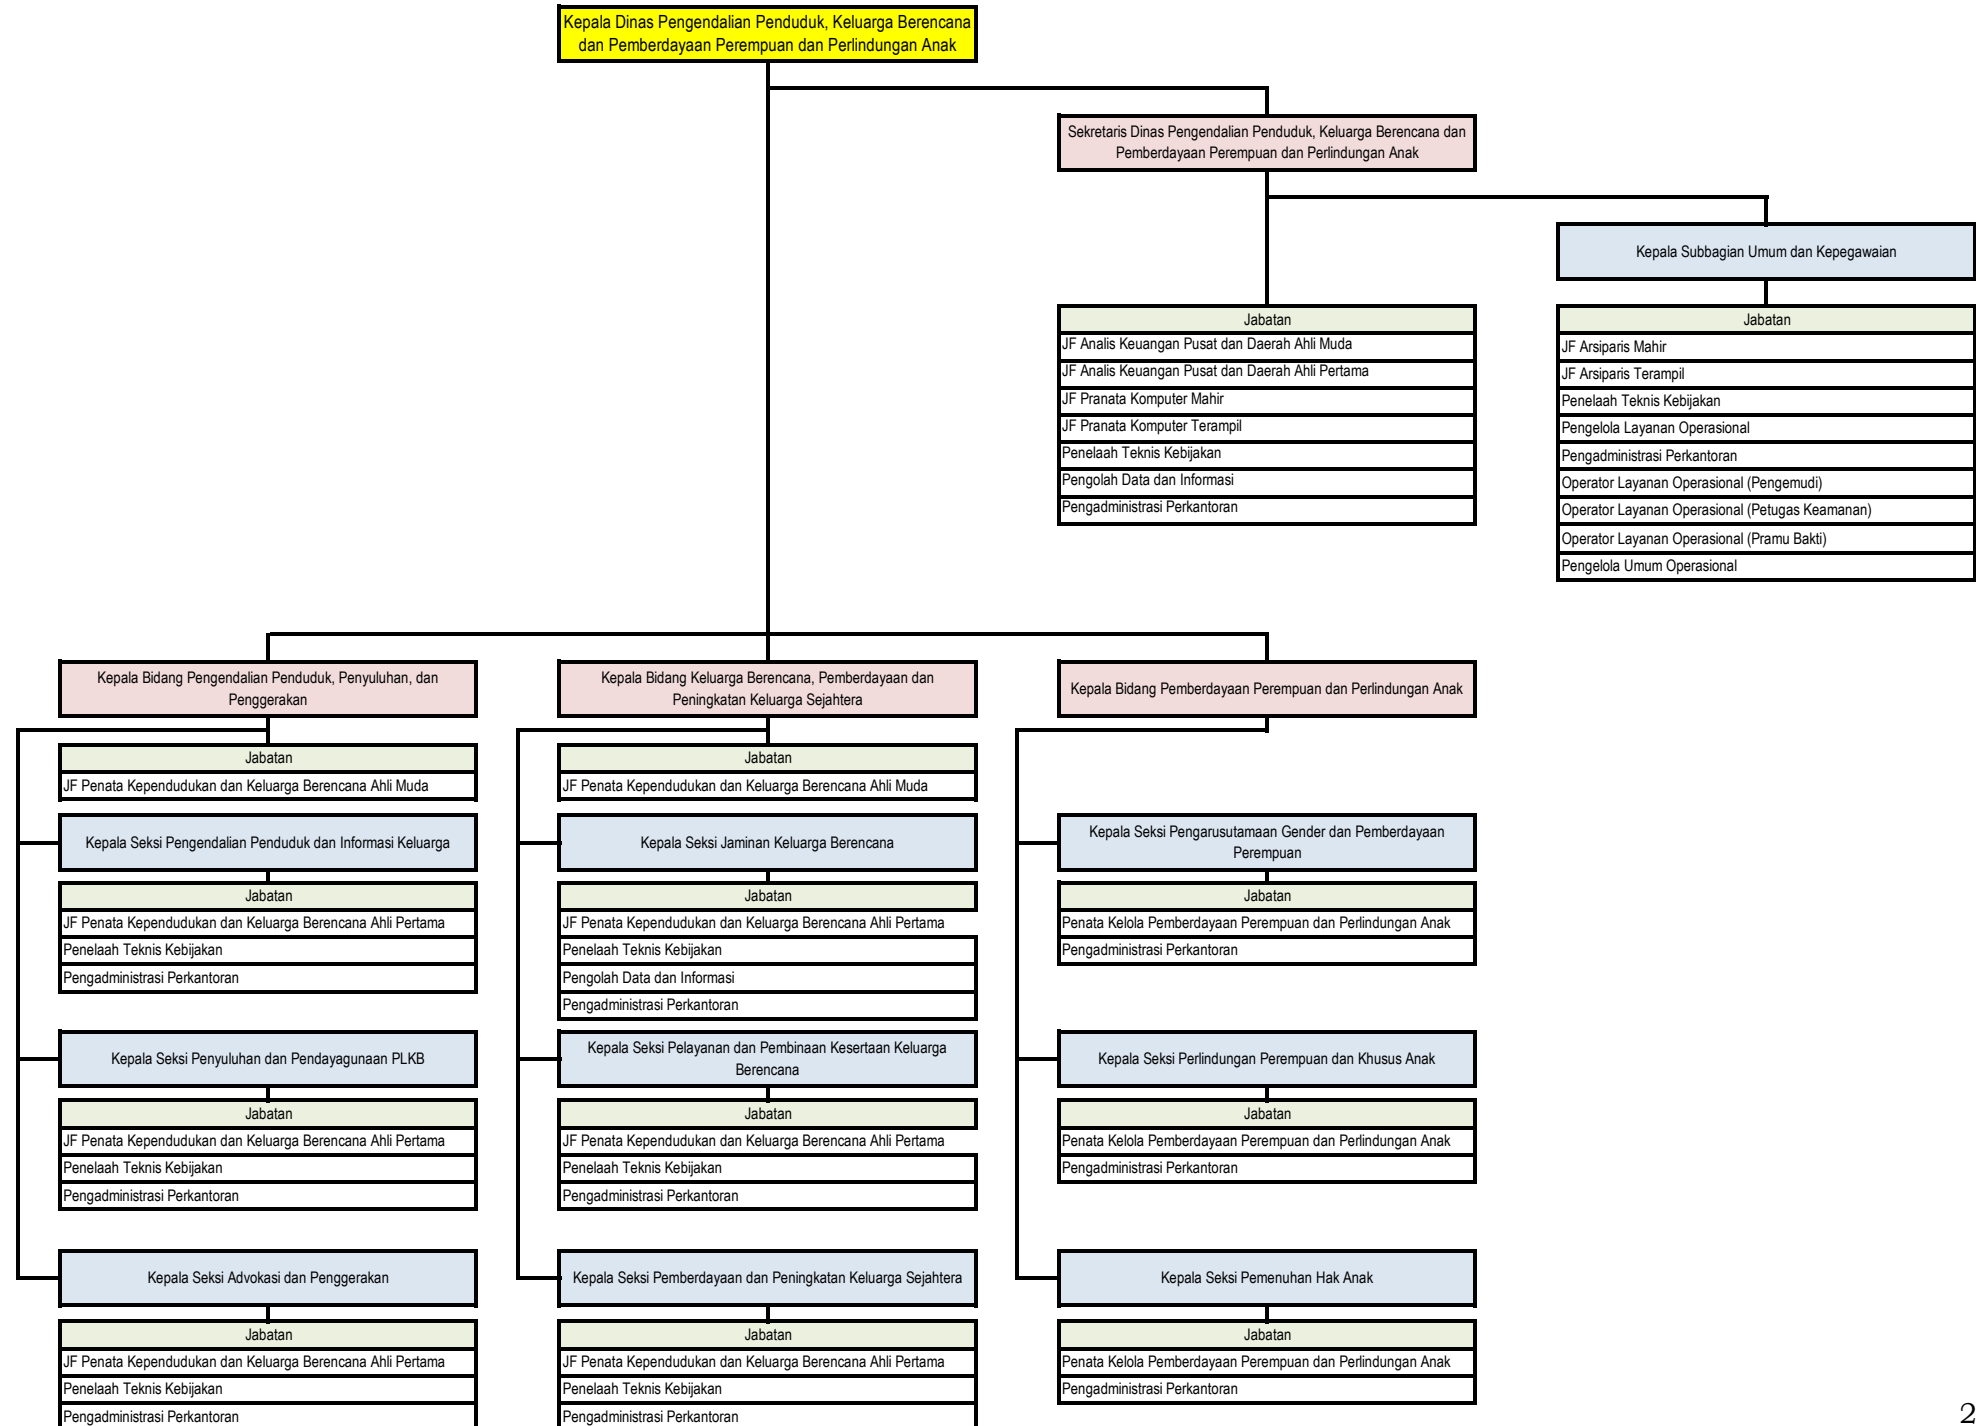 Kepala Dinas Pengendalian Penduduk, Keluarga Berencana
dan Pemberdayaan Perempuan dan Perlindungan Anak
Sekretaris Dinas Pengendalian Penduduk, Keluarga Berencana dan
Pemberdayaan Perempuan dan Perlindungan Anak
Kepala Subbagian Umum dan Kepegawaian
Jabatan
JF Analis Keuangan Pusat dan Daerah Ahli Muda
JF Analis Keuangan Pusat dan Daerah Ahli Pertama
JF Pranata Komputer Mahir
JF Pranata Komputer Terampil
Penelaah Teknis Kebijakan
Pengolah Data dan Informasi
Pengadministrasi Perkantoran
Jabatan
JF Arsiparis Mahir
JF Arsiparis Terampil
Penelaah Teknis Kebijakan
Pengelola Layanan Operasional
Pengadministrasi Perkantoran
Operator Layanan Operasional (Pengemudi)
Operator Layanan Operasional (Petugas Keamanan)
Operator Layanan Operasional (Pramu Bakti)
Pengelola Umum Operasional
Kepala Bidang Pengendalian Penduduk, Penyuluhan, dan
Penggerakan
Jabatan
JF Penata Kependudukan dan Keluarga Berencana Ahli Muda
Kepala Seksi Pengendalian Penduduk dan Informasi Keluarga
Jabatan
JF Penata Kependudukan dan Keluarga Berencana Ahli Pertama
Penelaah Teknis Kebijakan
Pengadministrasi Perkantoran
Kepala Seksi Penyuluhan dan Pendayagunaan PLKB
Jabatan
JF Penata Kependudukan dan Keluarga Berencana Ahli Pertama
Penelaah Teknis Kebijakan
Pengadministrasi Perkantoran
Kepala Seksi Advokasi dan Penggerakan
Jabatan
JF Penata Kependudukan dan Keluarga Berencana Ahli Pertama
Penelaah Teknis Kebijakan
Pengadministrasi Perkantoran
Kepala Bidang Keluarga Berencana, Pemberdayaan dan
Peningkatan Keluarga Sejahtera
Jabatan
JF Penata Kependudukan dan Keluarga Berencana Ahli Muda
Kepala Seksi Jaminan Keluarga Berencana
Jabatan
JF Penata Kependudukan dan Keluarga Berencana Ahli Pertama
Penelaah Teknis Kebijakan
Pengolah Data dan Informasi
Pengadministrasi Perkantoran
Kepala Seksi Pelayanan dan Pembinaan Kesertaan Keluarga
Berencana
Jabatan
JF Penata Kependudukan dan Keluarga Berencana Ahli Pertama
Penelaah Teknis Kebijakan
Pengadministrasi Perkantoran
Kepala Seksi Pemberdayaan dan Peningkatan Keluarga Sejahtera
Jabatan
JF Penata Kependudukan dan Keluarga Berencana Ahli Pertama
Penelaah Teknis Kebijakan
Pengadministrasi Perkantoran
Kepala Bidang Pemberdayaan Perempuan dan Perlindungan Anak
Kepala Seksi Pengarusutamaan Gender dan Pemberdayaan
Perempuan
Jabatan
Penata Kelola Pemberdayaan Perempuan dan Perlindungan Anak
Pengadministrasi Perkantoran
Kepala Seksi Perlindungan Perempuan dan Khusus Anak
Jabatan
Penata Kelola Pemberdayaan Perempuan dan Perlindungan Anak
Pengadministrasi Perkantoran
Kepala Seksi Pemenuhan Hak Anak
Jabatan
Penata Kelola Pemberdayaan Perempuan dan Perlindungan Anak
Pengadministrasi Perkantoran
2